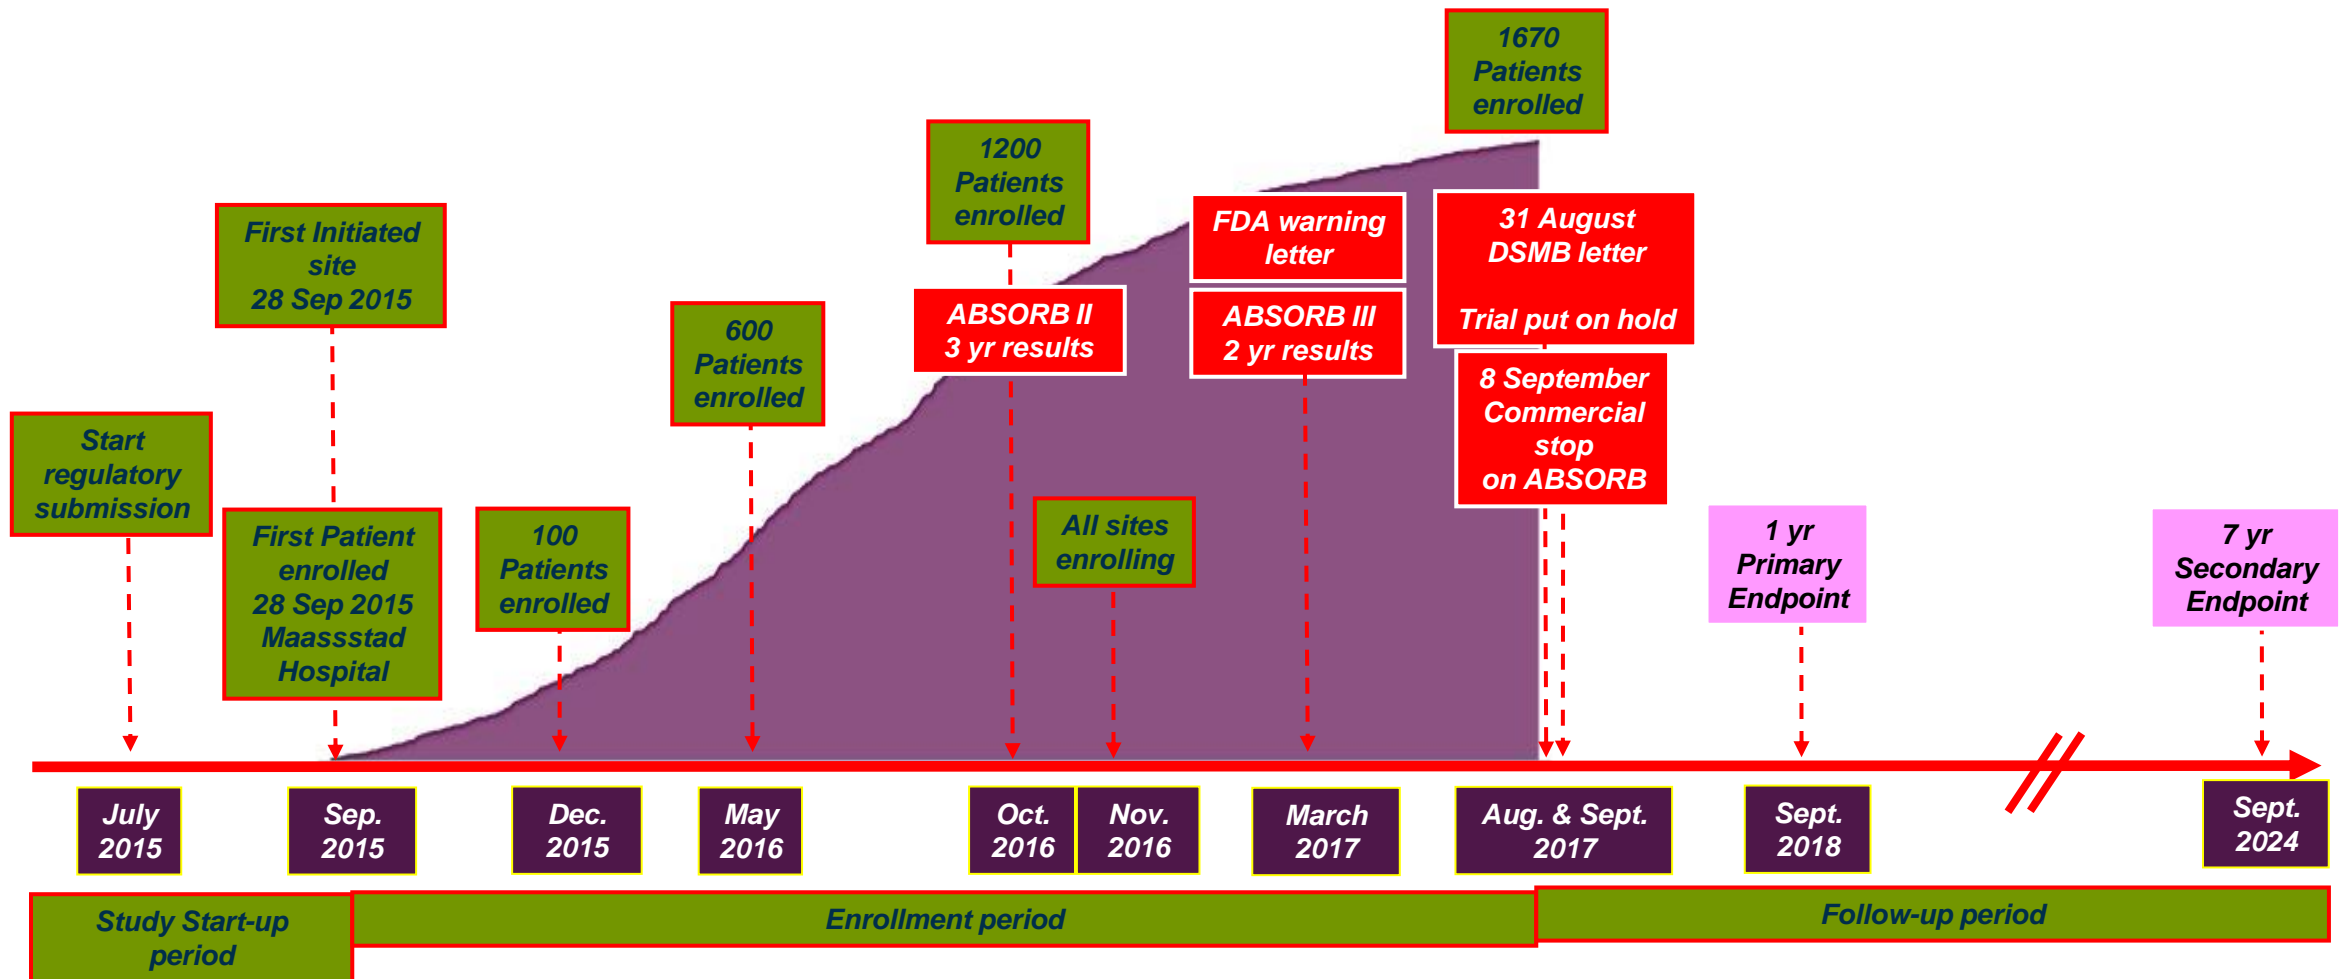 Start
regulatory
submission
First Initiated
site
28 Sep 2015
First Patient
enrolled
28 Sep 2015
Maassstad
Hospital
100
Patients
enrolled
600
Patients
enrolled
1200
Patients
enrolled
ABSORB II
3 yr results
All sites
enrolling
FDA warning
letter
ABSORB III
2 yr results
1670
Patients
enrolled
31 August
DSMB letter
Trial put on hold
8 September
Commercial
stop
on ABSORB
1 yr
Primary
Endpoint
7 yr
Secondary
Endpoint
July
2015
Sep.
2015
Dec.
2015
May
2016
Oct.
2016
Nov.
2016
March
2017
Aug. & Sept.
2017
Sept.
2018
Sept.
2024
Study Start-up
period
Enrollment period
Follow-up period